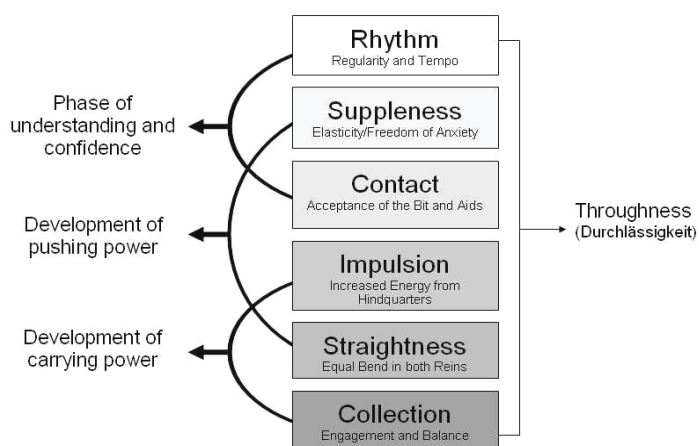 Rhythm
Regularity and Tempo
Suppleness
Elasticity/Freedom of Anxiety
Contact
Acceptance of the Bit and Aids
Impulsion
Increased Energy from
Hindquarters
Straightness
Equal Bend in both Reins
Collection
Engagement and Balance
Phase of
understanding and
confidence
Development of
pushing power
Development of
carrying power
Throughness
(Durchlässigkeit)